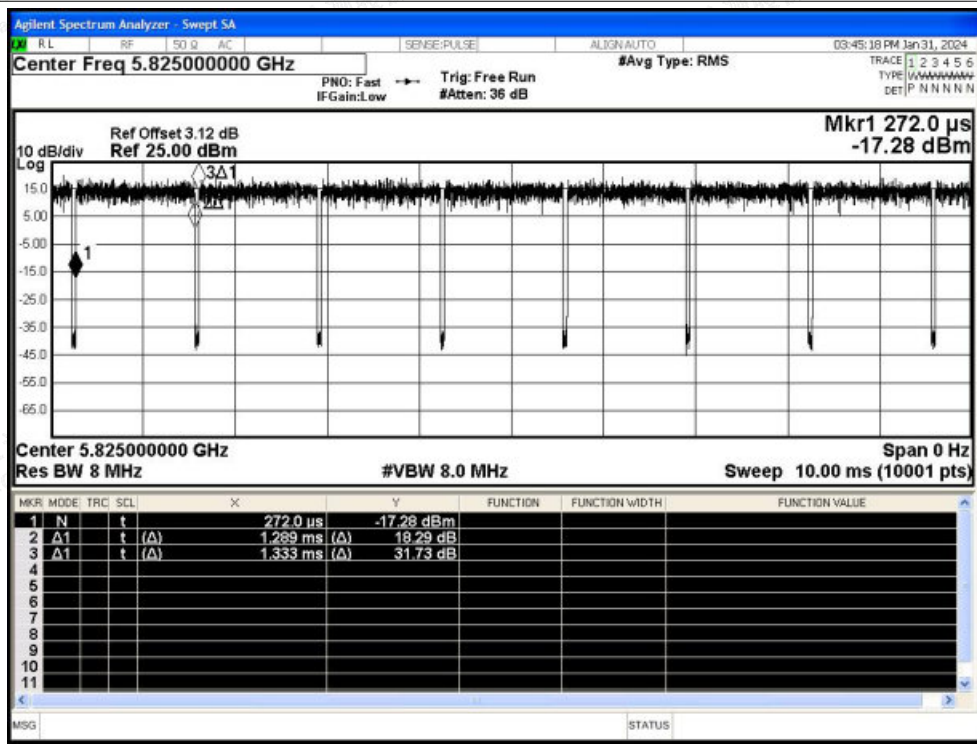 Agilent Spectrum Analyzer - Swept SA
LXI RL RF 50 Ω AC SENSE:PULSE ALIGN AUTO 03:45:18 PM Jan 31, 2024
Center Freq 5.825000000 GHz
PNO: Fast
IFGain:Low
Trig: Free Run
#Atten: 36 dB
#Avg Type: RMS
TRACE 1 2 3 4 5 6
TYPE WWWWWW
DET P N N N N N
Mkr1 272.0 µs
-17.28 dBm
Ref Offset 3.12 dB
10 dB/div Ref 25.00 dBm
Log
3Δ1
15.0
5.00
-5.00
1
-15.0
-25.0
-35.0
-45.0
-55.0
-65.0
Center 5.825000000 GHz Span 0 Hz
Res BW 8 MHz #VBW 8.0 MHz Sweep 10.00 ms (10001 pts)
MKR MODE TRC SCL X Y FUNCTION FUNCTION WIDTH FUNCTION VALUE
1 N t 272.0 µs -17.28 dBm
2 Δ1 t (Δ) 1.289 ms (Δ) 18.29 dB
3 Δ1 t (Δ) 1.333 ms (Δ) 31.73 dB
4
5
6
7
8
9
10
11
MSG STATUS